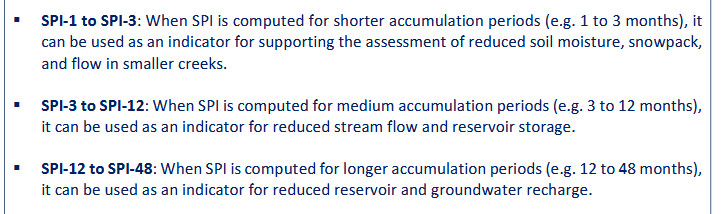 ▪ SPI-1 to SPI-3: When SPI is computed for shorter accumulation periods (e.g. 1 to 3 months), it
can be used as an indicator for supporting the assessment of reduced soil moisture, snowpack,
and flow in smaller creeks.
▪ SPI-3 to SPI-12: When SPI is computed for medium accumulation periods (e.g. 3 to 12 months),
it can be used as an indicator for reduced stream flow and reservoir storage.
▪ SPI-12 to SPI-48: When SPI is computed for longer accumulation periods (e.g. 12 to 48 months),
it can be used as an indicator for reduced reservoir and groundwater recharge.